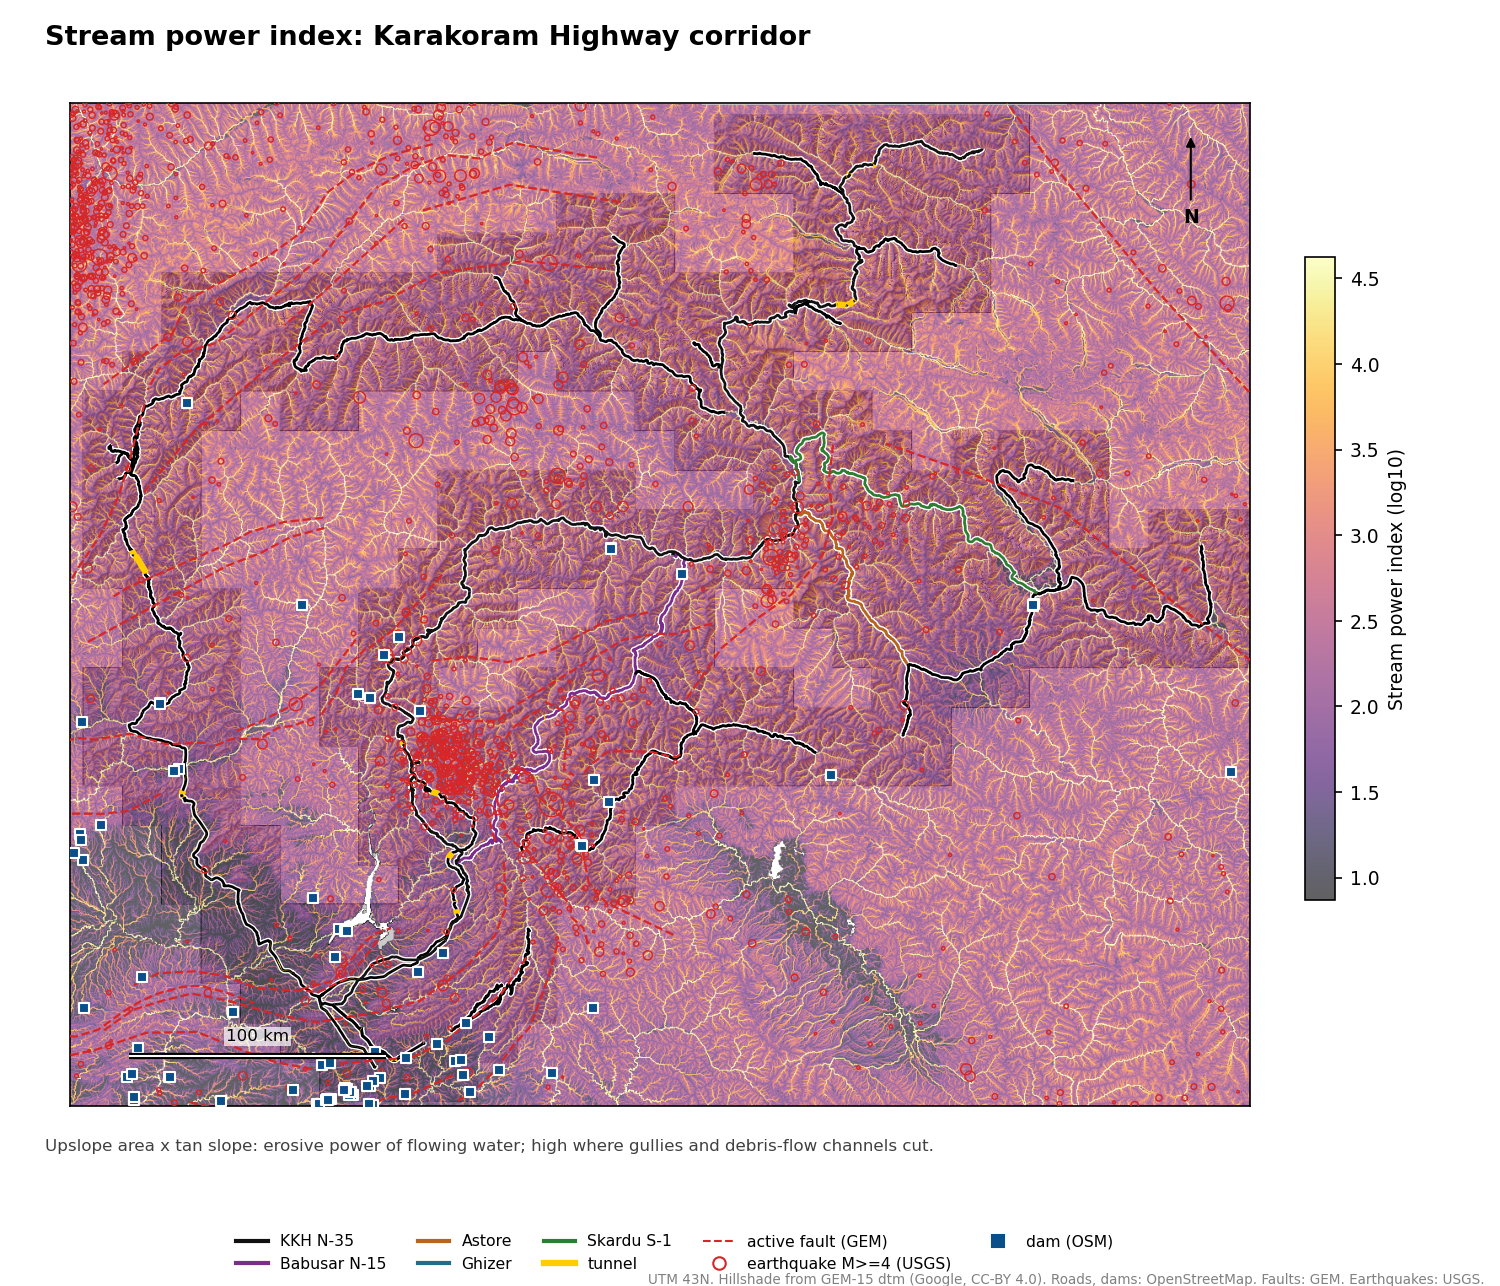 Stream power index: Karakoram Highway corridor
N
4.5
4.0
3.5
3.0
2.5
2.0
1.5
1.0
Stream power index (log10)
100 km
Upslope area x tan slope: erosive power of flowing water; high where gullies and debris-flow channels cut.
KKH N-35
Astore
Skardu S-1
active fault (GEM)
dam (OSM)
Babusar N-15
Ghizer
tunnel
earthquake M>=4 (USGS)
UTM 43N. Hillshade from GEM-15 dtm (Google, CC-BY 4.0). Roads, dams: OpenStreetMap. Faults: GEM. Earthquakes: USGS.